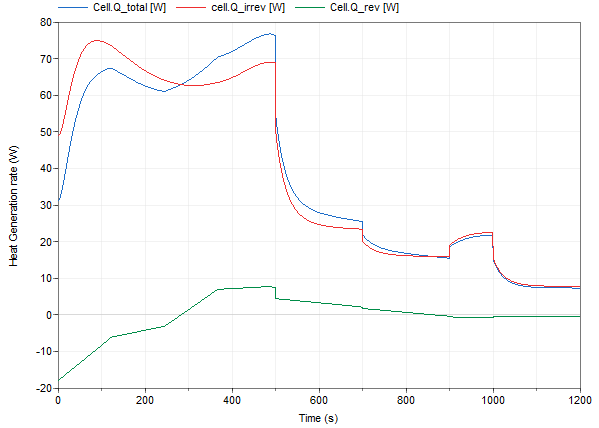 Cell.Q_total [W] cell.Q_irrev [W] Cell.Q_rev [W]
80
70
60
50
40
30
20
10
0
-10
-20
Heat Generation rate (W)
0 200 400 600 800 1000 1200
Time (s)